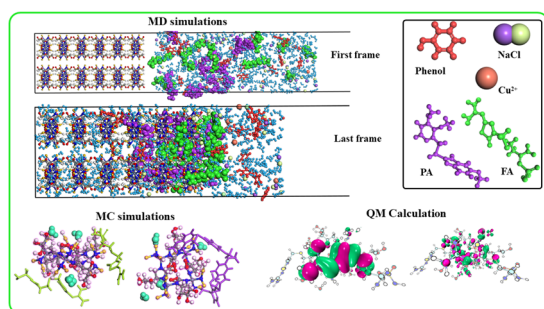 MD simulations
First frame
Last frame
Phenol
NaCl
Cu²⁺
PA
FA
MC simulations
QM Calculation